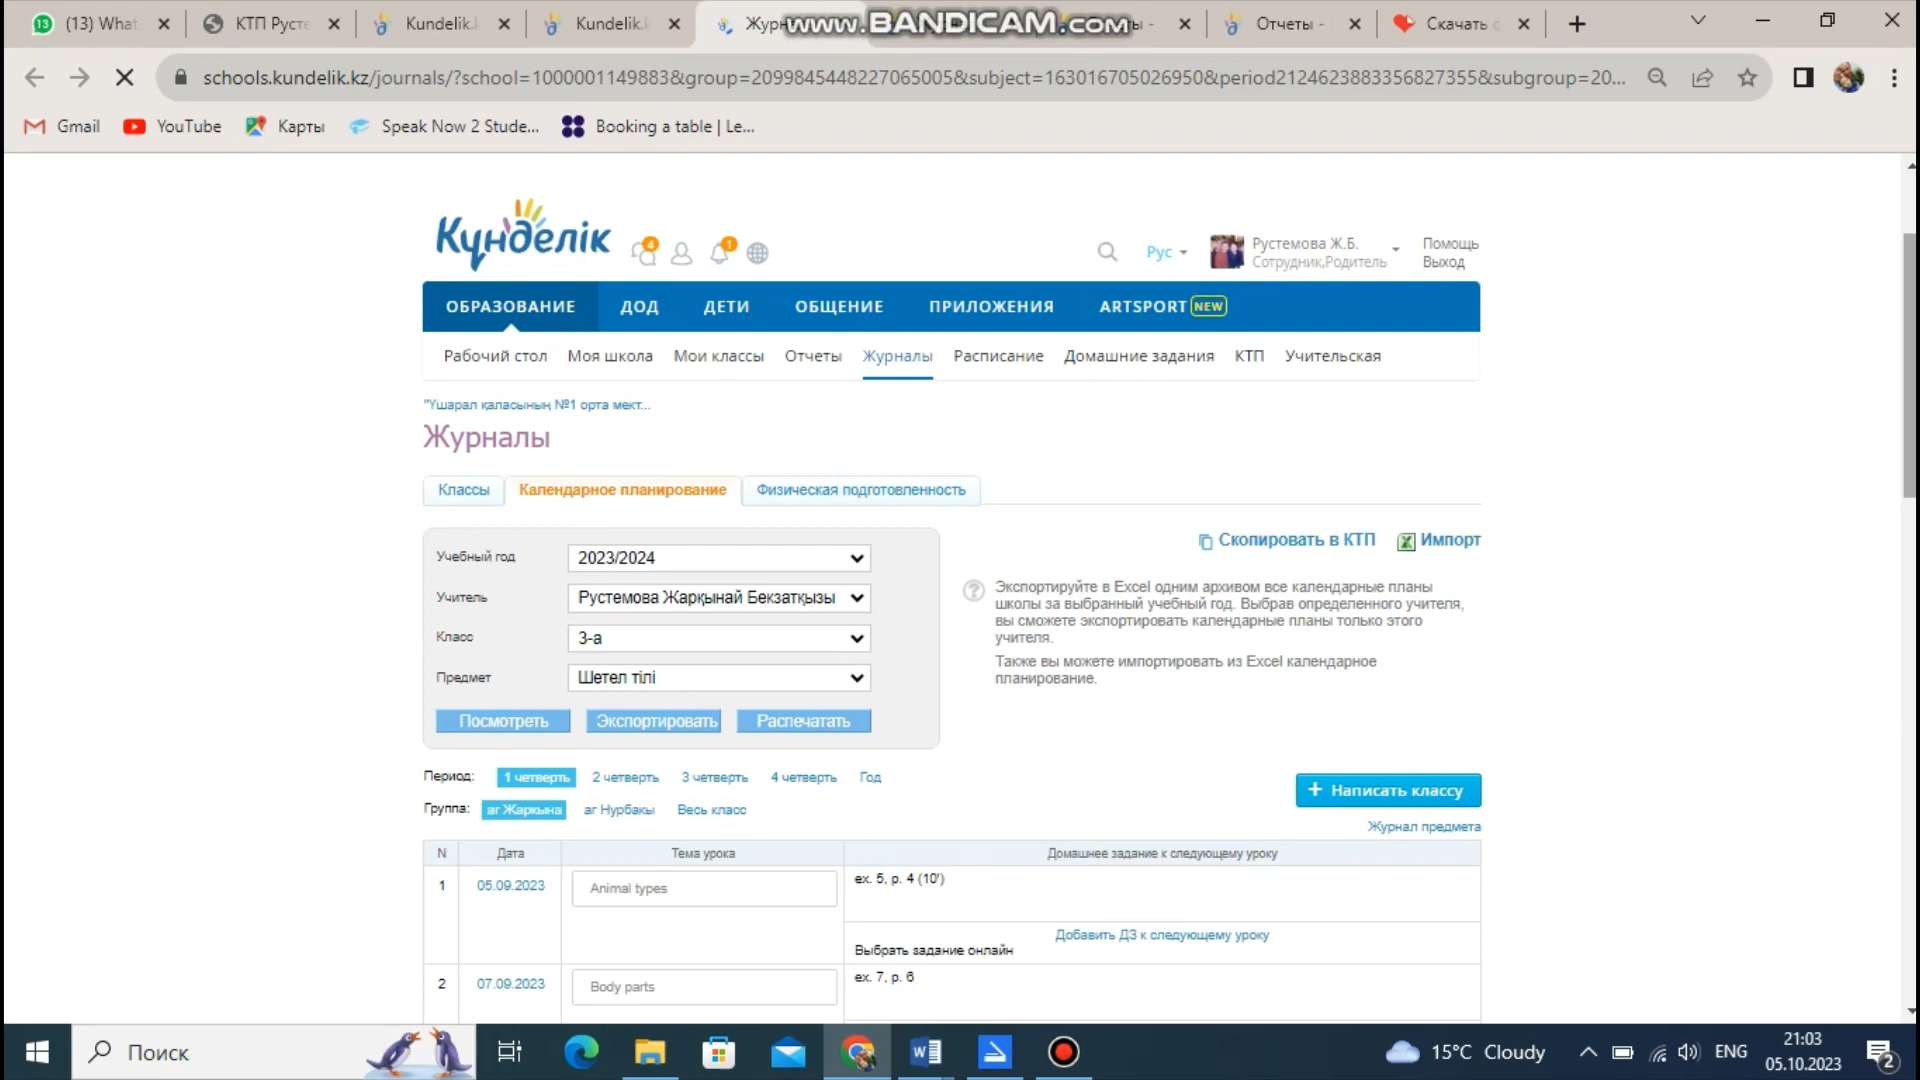 (13) What
КТП Русте
Kundelik.
Kundelik.
Журн
www.BANDICAM.com
Отчеты -
Скачать
schools.kundelik.kz/journals/?school=1000001149883&group=2099845448227065005&subject=163016705026950&period2124623883356827355&subgroup=20...
Gmail
YouTube
Карты
Speak Now 2 Stude...
Booking a table | Le...
Күнделік
4
1
Рус
Рустемова Ж.Б.
Сотрудник,Родитель
Помощь
Выход
ОБРАЗОВАНИЕ ДОД ДЕТИ ОБЩЕНИЕ ПРИЛОЖЕНИЯ ARTSPORT NEW
Рабочий стол Моя школа Мои классы Отчеты Журналы Расписание Домашние задания КТП Учительская
"Үшарал қаласының №1 орта мект...
Журналы
Классы Календарное планирование Физическая подготовленность
Учебный год 2023/2024
Учитель Рустемова Жарқынай Бекзатқызы
Класс 3-а
Предмет Шетел тілі
Посмотреть Экспортировать Распечатать
Скопировать в КТП Импорт
Экспортируйте в Excel одним архивом все календарные планы
школы за выбранный учебный год. Выбрав определенного учителя,
вы сможете экспортировать календарные планы только этого
учителя.
Также вы можете импортировать из Excel календарное
планирование.
Период: 1 четверть 2 четверть 3 четверть 4 четверть Год
Группа: аг Жаркына аг Нурбакы Весь класс
+ Написать классу
Журнал предмета
N Дата Тема урока Домашнее задание к следующему уроку
1 05.09.2023 Animal types ex. 5, p. 4 (10')
Добавить ДЗ к следующему уроку
Выбрать задание онлайн
2 07.09.2023 Body parts ex. 7, p. 6
Поиск
15°C Cloudy
ENG
21:03
05.10.2023
2